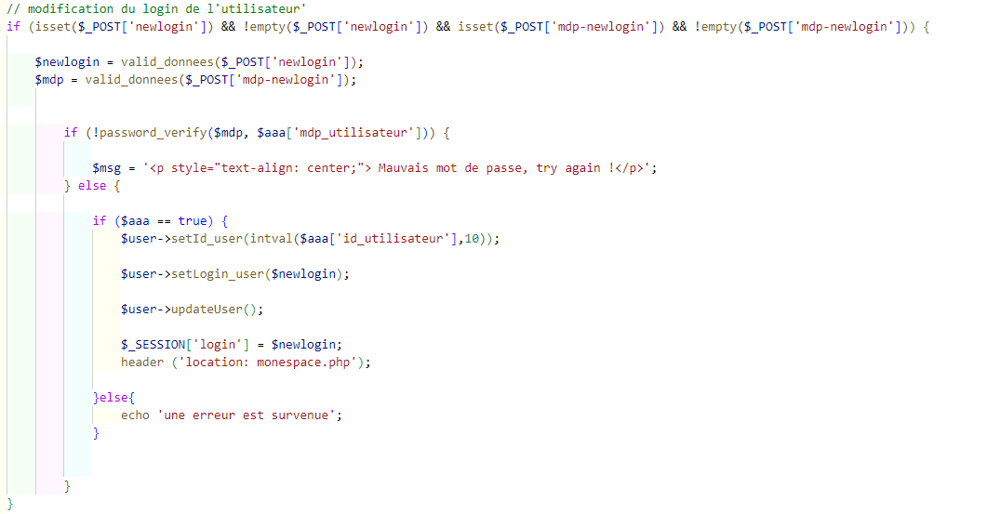 // modification du login de l'utilisateur'
if (isset($_POST['newlogin']) && !empty($_POST['newlogin']) && isset($_POST['mdp-newlogin']) && !empty($_POST['mdp-newlogin'])) {
$newlogin = valid_donnees($_POST['newlogin']);
$mdp = valid_donnees($_POST['mdp-newlogin']);
if (!password_verify($mdp, $aaa['mdp_utilisateur'])) {
$msg = '<p style="text-align: center;"> Mauvais mot de passe, try again !</p>';
} else {
if ($aaa == true) {
$user->setId_user(intval($aaa['id_utilisateur'],10));
$user->setLogin_user($newlogin);
$user->updateUser();
$_SESSION['login'] = $newlogin;
header ('location: monespace.php');
}else{
echo 'une erreur est survenue';
}
}
}